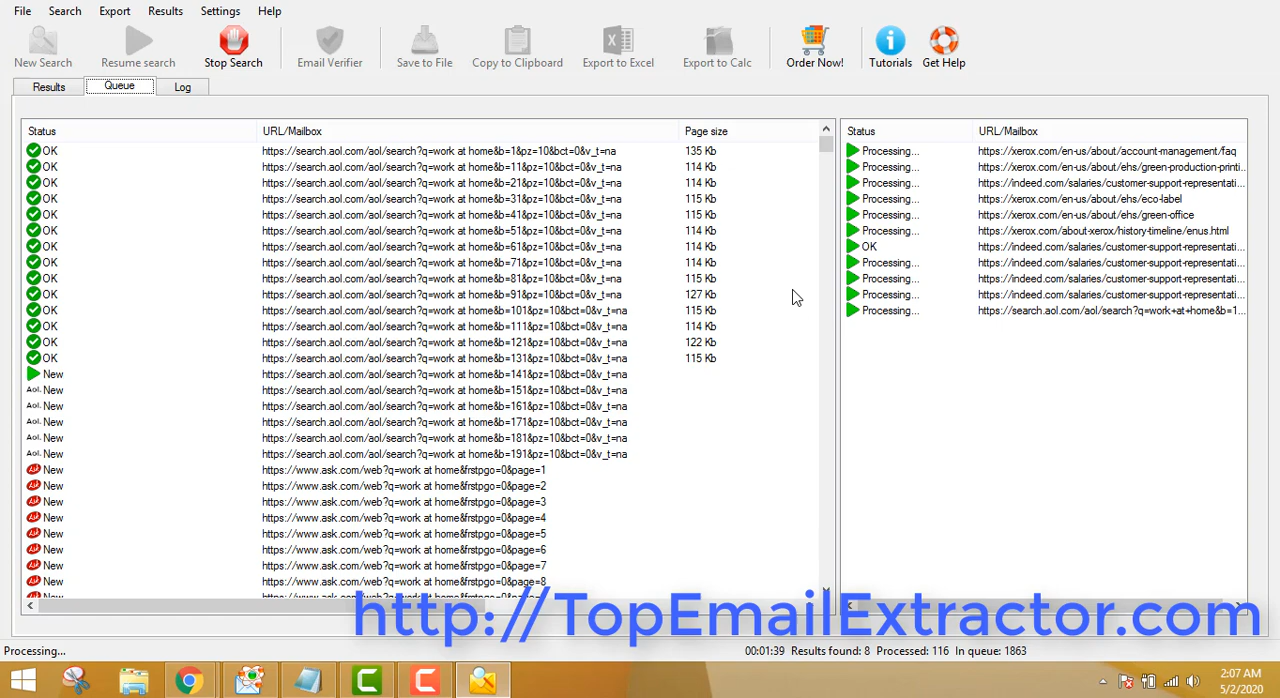 File Search Export Results Settings Help
New Search Resume search Stop Search Email Verifier Save to File Copy to Clipboard Export to Excel Export to Calc Order Now! Tutorials Get Help
Results Queue Log
Status URL/Mailbox Page size
OK https://search.aol.com/aol/search?q=work at home&b=1&pz=10&bct=0&v_t=na 135 Kb
OK https://search.aol.com/aol/search?q=work at home&b=11&pz=10&bct=0&v_t=na 114 Kb
OK https://search.aol.com/aol/search?q=work at home&b=21&pz=10&bct=0&v_t=na 114 Kb
OK https://search.aol.com/aol/search?q=work at home&b=31&pz=10&bct=0&v_t=na 115 Kb
OK https://search.aol.com/aol/search?q=work at home&b=41&pz=10&bct=0&v_t=na 115 Kb
OK https://search.aol.com/aol/search?q=work at home&b=51&pz=10&bct=0&v_t=na 114 Kb
OK https://search.aol.com/aol/search?q=work at home&b=61&pz=10&bct=0&v_t=na 114 Kb
OK https://search.aol.com/aol/search?q=work at home&b=71&pz=10&bct=0&v_t=na 114 Kb
OK https://search.aol.com/aol/search?q=work at home&b=81&pz=10&bct=0&v_t=na 115 Kb
OK https://search.aol.com/aol/search?q=work at home&b=91&pz=10&bct=0&v_t=na 127 Kb
OK https://search.aol.com/aol/search?q=work at home&b=101&pz=10&bct=0&v_t=na 115 Kb
OK https://search.aol.com/aol/search?q=work at home&b=111&pz=10&bct=0&v_t=na 114 Kb
OK https://search.aol.com/aol/search?q=work at home&b=121&pz=10&bct=0&v_t=na 122 Kb
OK https://search.aol.com/aol/search?q=work at home&b=131&pz=10&bct=0&v_t=na 115 Kb
New https://search.aol.com/aol/search?q=work at home&b=141&pz=10&bct=0&v_t=na
Aol. New https://search.aol.com/aol/search?q=work at home&b=151&pz=10&bct=0&v_t=na
Aol. New https://search.aol.com/aol/search?q=work at home&b=161&pz=10&bct=0&v_t=na
Aol. New https://search.aol.com/aol/search?q=work at home&b=171&pz=10&bct=0&v_t=na
Aol. New https://search.aol.com/aol/search?q=work at home&b=181&pz=10&bct=0&v_t=na
Aol. New https://search.aol.com/aol/search?q=work at home&b=191&pz=10&bct=0&v_t=na
Ask New https://www.ask.com/web?q=work at home&frstpgo=0&page=1
Ask New https://www.ask.com/web?q=work at home&frstpgo=0&page=2
Ask New https://www.ask.com/web?q=work at home&frstpgo=0&page=3
Ask New https://www.ask.com/web?q=work at home&frstpgo=0&page=4
Ask New https://www.ask.com/web?q=work at home&frstpgo=0&page=5
Ask New https://www.ask.com/web?q=work at home&frstpgo=0&page=6
Ask New https://www.ask.com/web?q=work at home&frstpgo=0&page=7
Ask New https://www.ask.com/web?q=work at home&frstpgo=0&page=8
Status URL/Mailbox
Processing... https://xerox.com/en-us/about/account-management/faq
Processing... https://xerox.com/en-us/about/ehs/green-production-printi...
Processing... https://indeed.com/salaries/customer-support-representati...
Processing... https://xerox.com/en-us/about/ehs/eco-label
Processing... https://xerox.com/en-us/about/ehs/green-office
Processing... https://xerox.com/about-xerox/history-timeline/enus.html
OK https://indeed.com/salaries/customer-support-representati...
Processing... https://indeed.com/salaries/customer-support-representati...
Processing... https://indeed.com/salaries/customer-support-representati...
Processing... https://indeed.com/salaries/customer-support-representati...
Processing... https://search.aol.com/aol/search?q=work+at+home&b=1...
http://TopEmailExtractor.com
Processing... 00:01:39 Results found: 8 Processed: 116 In queue: 1863
2:07 AM
5/2/2020